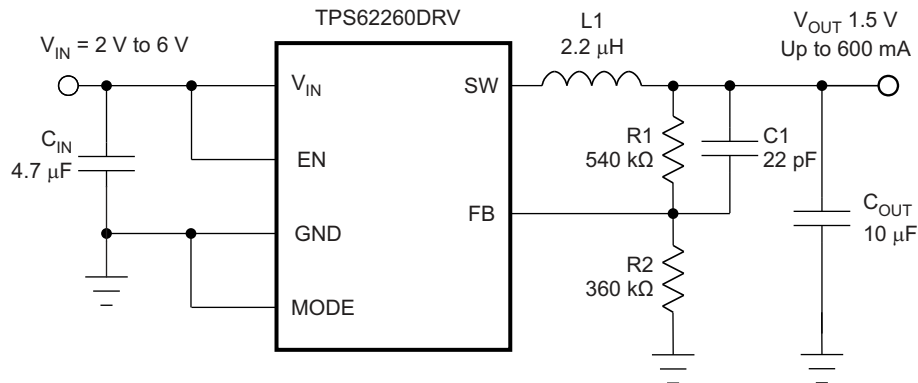 TPS62260DRV
V_IN = 2 V to 6 V
L1
2.2 μH
V_OUT 1.5 V
Up to 600 mA
V_IN
SW
C_IN
4.7 μF
EN
R1
540 kΩ
C1
22 pF
FB
GND
C_OUT
10 μF
R2
360 kΩ
MODE